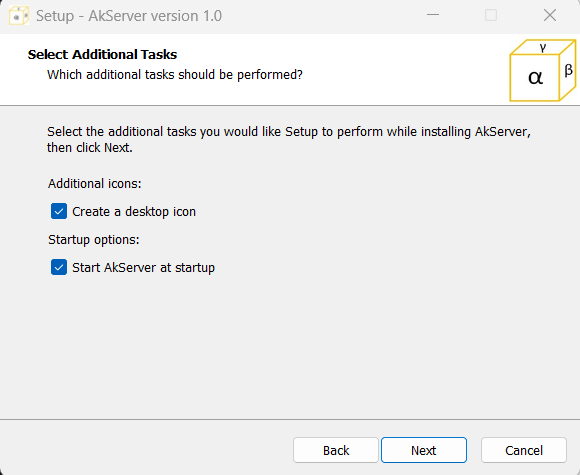 Setup - AkServer version 1.0
Select Additional Tasks
Which additional tasks should be performed?
γ
α
β
Select the additional tasks you would like Setup to perform while installing AkServer,
then click Next.
Additional icons:
Create a desktop icon
Startup options:
Start AkServer at startup
Back
Next
Cancel